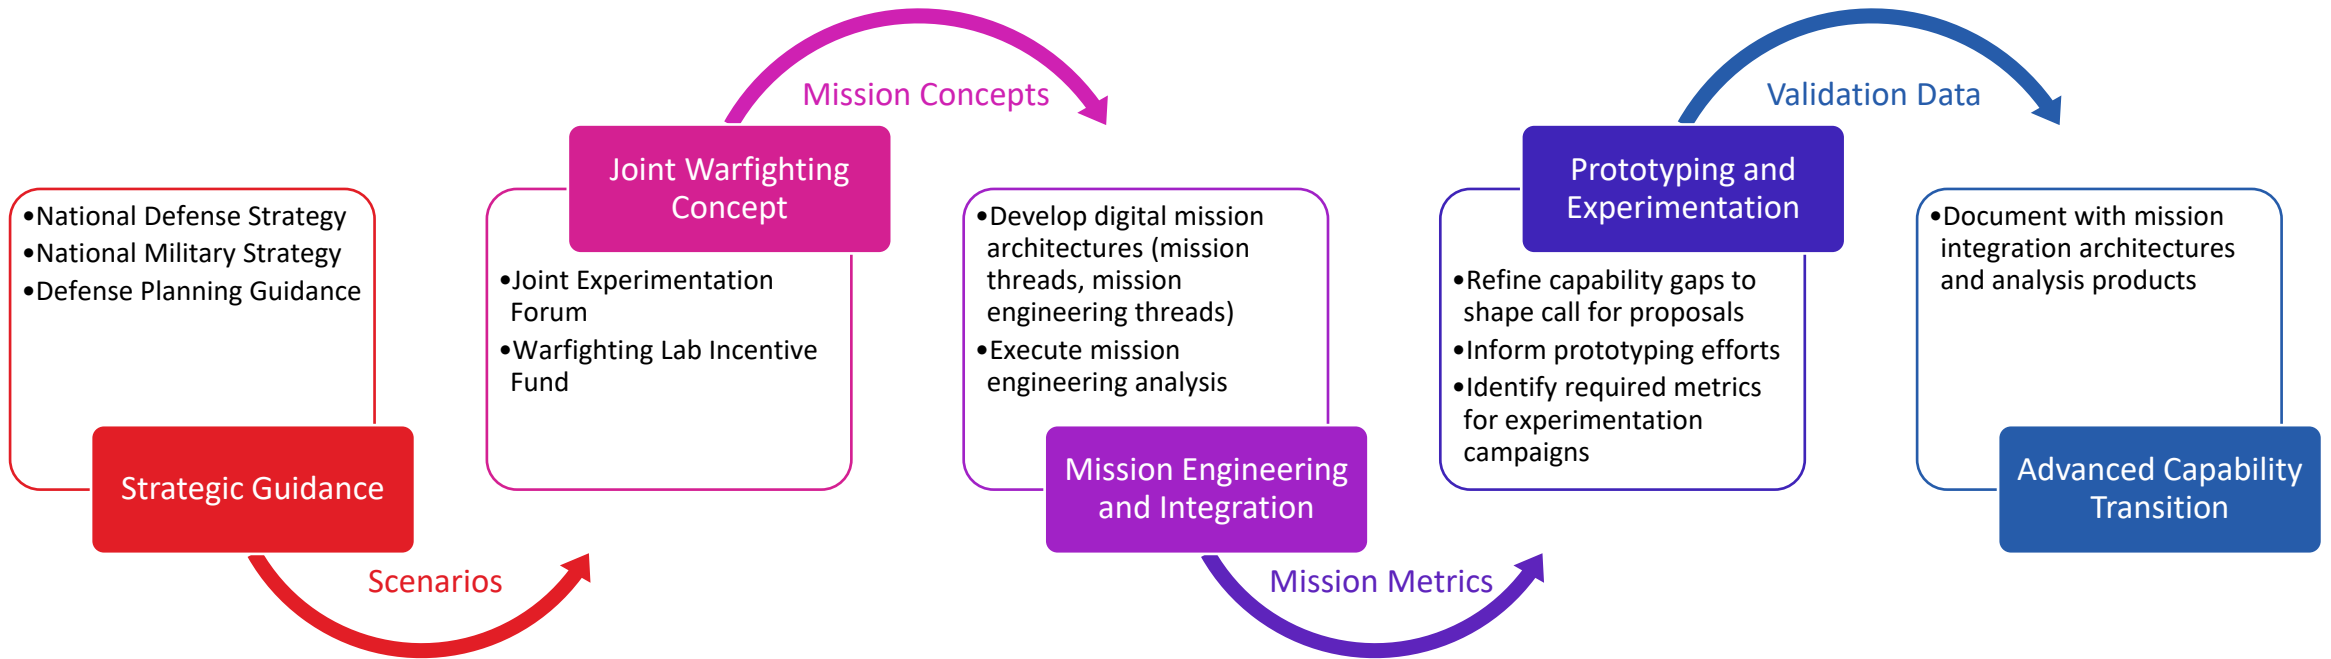 •National Defense Strategy
•National Military Strategy
•Defense Planning Guidance
Strategic Guidance
Scenarios
Joint Warfighting
Concept
•Joint Experimentation
Forum
•Warfighting Lab Incentive
Fund
Mission Concepts
•Develop digital mission
architectures (mission
threads, mission
engineering threads)
•Execute mission
engineering analysis
Mission Engineering
and Integration
Mission Metrics
Prototyping and
Experimentation
•Refine capability gaps to
shape call for proposals
•Inform prototyping efforts
•Identify required metrics
for experimentation
campaigns
Validation Data
•Document with mission
integration architectures
and analysis products
Advanced Capability
Transition